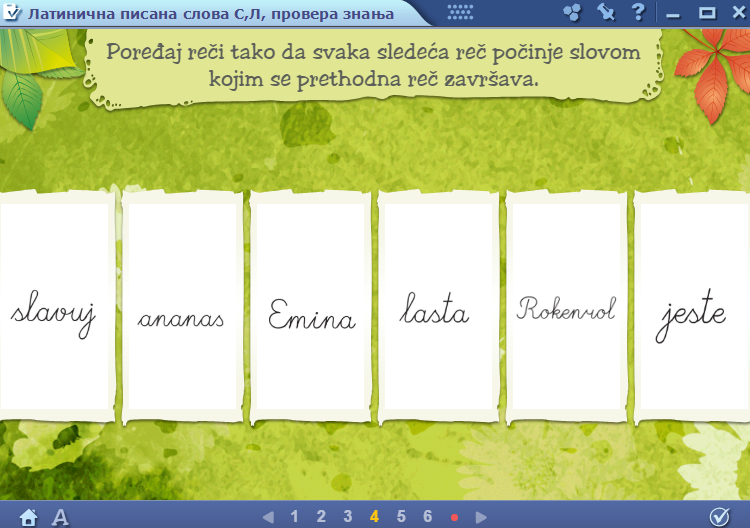 Латинична писана слова С,Л, провера знања
Poređaj reči tako da svaka sledeća reč počinje slovom
kojim se prethodna reč završava.
slavuj
ananas
Emina
lasta
Rokenrol
jeste
1 2 3 4 5 6